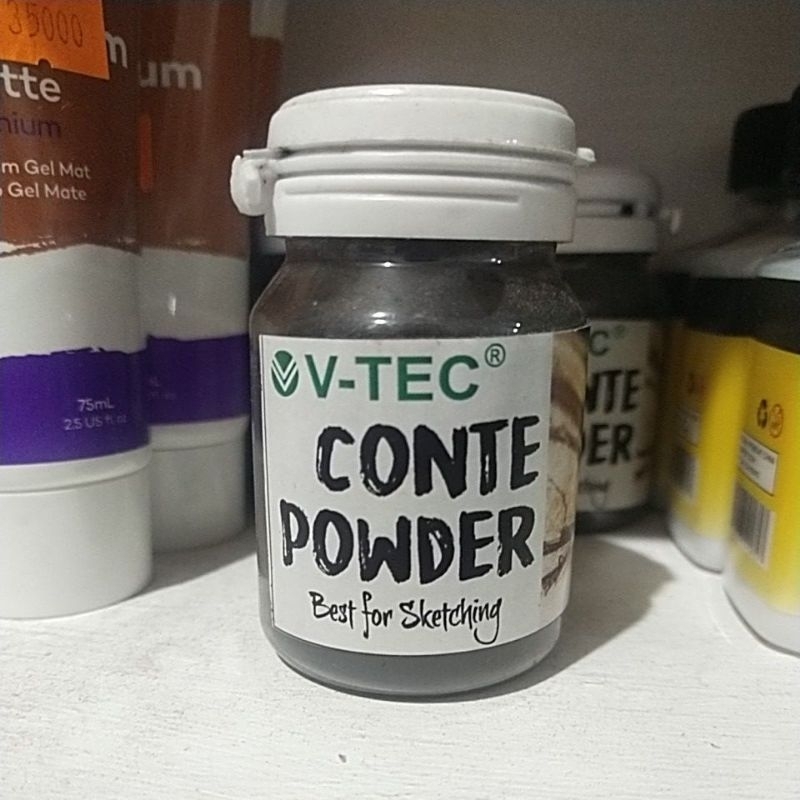 35000
m
tte
nium
m Gel Mat
Gel Mate
75mL
2.5 US fl. oz
um
V-TEC®
CONTE
POWDER
Best for Sketching
C®
NTE
DER